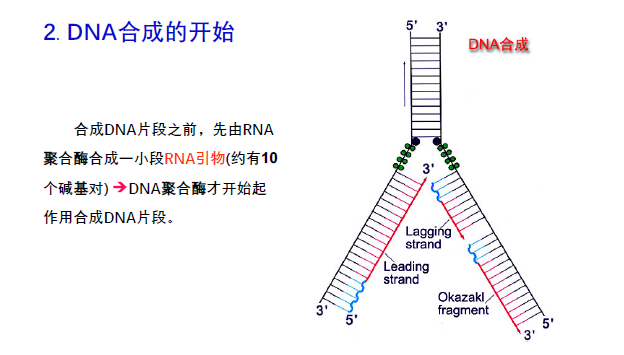 2. DNA合成的开始
DNA合成
合成DNA片段之前，先由RNA
聚合酶合成一小段RNA引物(约有10
个碱基对) ➔DNA聚合酶才开始起
作用合成DNA片段。
5' 3'
3'
Lagging
strand
Leading
strand
Okazakl
fragment
3'
5'
5'
3'